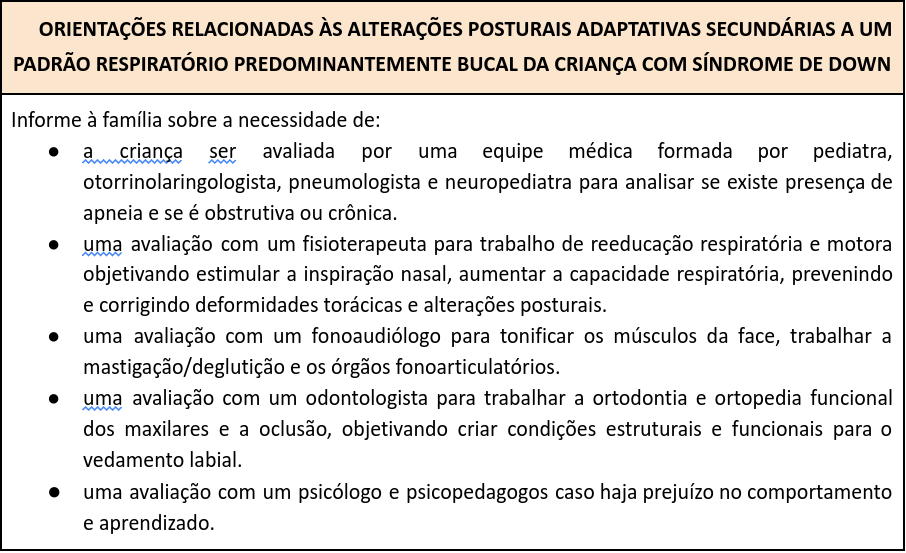 ORIENTAÇÕES RELACIONADAS ÀS ALTERAÇÕES POSTURAIS ADAPTATIVAS SECUNDÁRIAS A UM
PADRÃO RESPIRATÓRIO PREDOMINANTEMENTE BUCAL DA CRIANÇA COM SÍNDROME DE DOWN
Informe à família sobre a necessidade de:
● a criança ser avaliada por uma equipe médica formada por pediatra,
otorrinolaringologista, pneumologista e neuropediatra para analisar se existe presença de
apneia e se é obstrutiva ou crônica.
● uma avaliação com um fisioterapeuta para trabalho de reeducação respiratória e motora
objetivando estimular a inspiração nasal, aumentar a capacidade respiratória, prevenindo
e corrigindo deformidades torácicas e alterações posturais.
● uma avaliação com um fonoaudiólogo para tonificar os músculos da face, trabalhar a
mastigação/deglutição e os órgãos fonoarticulatórios.
● uma avaliação com um odontologista para trabalhar a ortodontia e ortopedia funcional
dos maxilares e a oclusão, objetivando criar condições estruturais e funcionais para o
vedamento labial.
● uma avaliação com um psicólogo e psicopedagogos caso haja prejuízo no comportamento
e aprendizado.